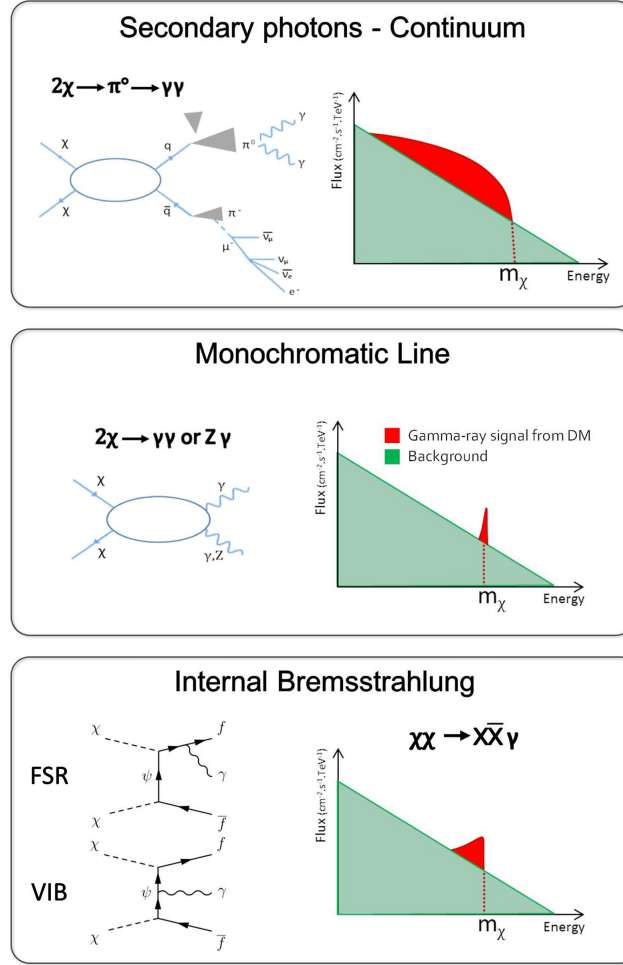 Secondary photons - Continuum
2χ → π° → γγ
χ
χ
q
q̅
π⁰
γ
γ
π⁻
μ⁻
ν̅μ
νμ
ν̅e
e⁻
Flux (cm⁻².s⁻¹.TeV⁻¹)
mχ
Energy
Monochromatic Line
2χ → γγ or Z γ
χ
χ
γ
γ,Z
Flux (cm⁻².s⁻¹.TeV⁻¹)
Gamma-ray signal from DM
Background
mχ
Energy
Internal Bremsstrahlung
FSR
χ
χ
ψ
f
γ
f̅
VIB
χ
χ
ψ
f
γ
f̅
χχ → XX̅ γ
Flux (cm⁻².s⁻¹.TeV⁻¹)
mχ
Energy